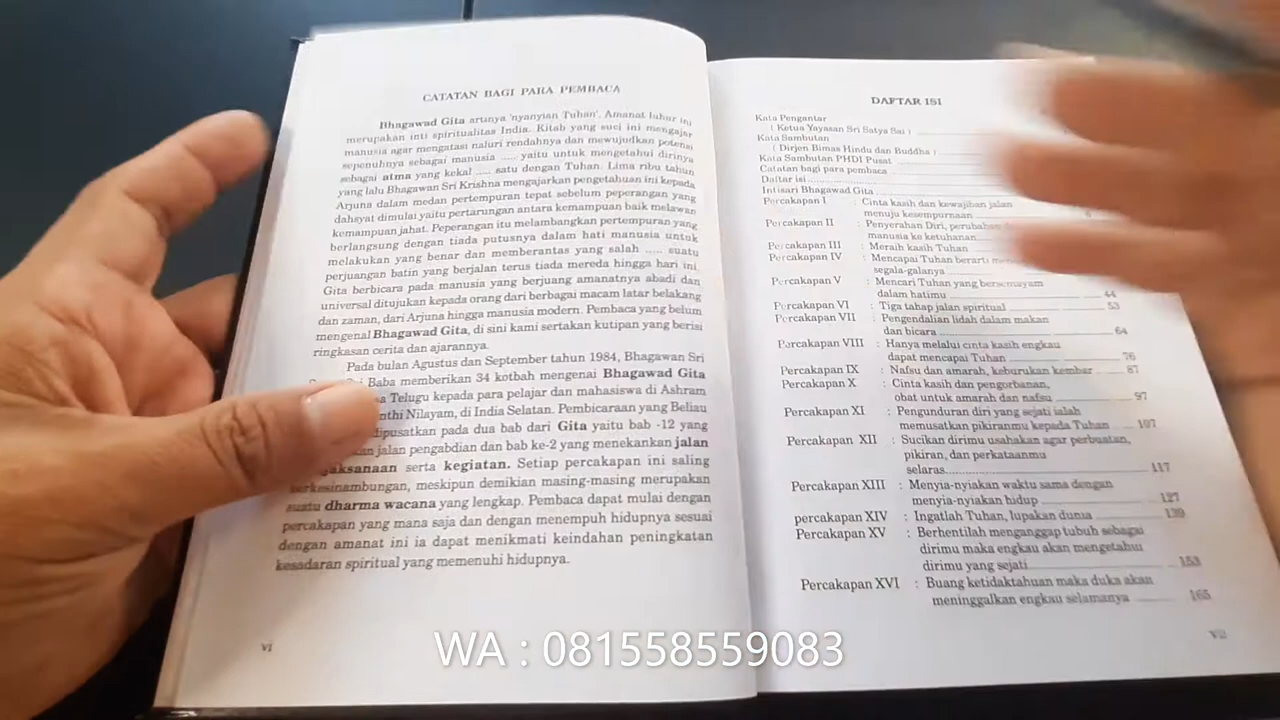 CATATAN BAGI PARA PEMBACA
Bhagawad Gita artinya 'nyanyian Tuhan'. Amanat luhur ini
merupakan inti spiritualitas India. Kitab yang suci ini mengajar
manusia agar mengatasi naluri rendahnya dan mewujudkan potensi
sepenuhnya sebagai manusia ..... yaitu untuk mengetahui dirinya
sebagai atma yang kekal ..... satu dengan Tuhan. Lima ribu tahun
yang lalu Bhagawan Sri Krishna mengajarkan pengetahuan ini kepada
Arjuna dalam medan pertempuran tepat sebelum peperangan yang
dahsyat dimulai yaitu pertarungan antara kemampuan baik melawan
kemampuan jahat. Peperangan itu melambangkan pertempuran yang
berlangsung dengan tiada putusnya dalam hati manusia untuk
melakukan yang benar dan memberantas yang salah ..... suatu
perjuangan batin yang berjalan terus tiada mereda hingga hari ini.
Gita berbicara pada manusia yang berjuang amanatnya abadi dan
universal ditujukan kepada orang dari berbagai macam latar belakang
dan zaman, dari Arjuna hingga manusia modern. Pembaca yang belum
mengenal Bhagawad Gita, di sini kami sertakan kutipan yang berisi
ringkasan cerita dan ajarannya.
Pada bulan Agustus dan September tahun 1984, Bhagawan Sri
Baba memberikan 34 kotbah mengenai Bhagawad Gita
Telugu kepada para pelajar dan mahasiswa di Ashram
Nilayam, di India Selatan. Pembicaraan yang Beliau
dipusatkan pada dua bab dari Gita yaitu bab -12 yang
jalan pengabdian dan bab ke-2 yang menekankan jalan
serta kegiatan. Setiap percakapan ini saling
berkesinambungan, meskipun demikian masing-masing merupakan
suatu dharma wacana yang lengkap. Pembaca dapat mulai dengan
percakapan yang mana saja dan dengan menempuh hidupnya sesuai
dengan amanat ini ia dapat menikmati keindahan peningkatan
kesadaran spiritual yang memenuhi hidupnya.
VI
DAFTAR ISI
Kata Pengantar
( Ketua Yayasan Sri Satya Sai )
Kata Sambutan
( Dirjen Bimas Hindu dan Buddha )
Kata Sambutan PHDI Pusat
Catatan bagi para pembaca
Daftar isi
Intisari Bhagawad Gita
Percakapan I : Cinta kasih dan kewajiban jalan
menuju kesempurnaan
Percakapan II : Penyerahan Diri,
manusia ke ketuhanan
Percakapan III : Meraih kasih Tuhan
Percakapan IV : Mencapai Tuhan berarti
segala-galanya
Percakapan V : Mencari Tuhan yang bersemayam
dalam hatimu 44
Percakapan VI : Tiga tahap jalan spiritual 53
Percakapan VII : Pengendalian lidah dalam makan
dan bicara 64
Percakapan VIII : Hanya melalui cinta kasih engkau
dapat mencapai Tuhan 76
Percakapan IX : Nafsu dan amarah, keburukan kembar 87
Percakapan X : Cinta kasih dan pengorbanan,
obat untuk amarah dan nafsu 97
Percakapan XI : Pengunduran diri yang sejati ialah
memusatkan pikiranmu kepada Tuhan 107
Percakapan XII : Sucikan dirimu usahakan agar perbuatan,
pikiran, dan perkataanmu
selaras 117
Percakapan XIII : Menyia-nyiakan waktu sama dengan
menyia-nyiakan hidup 127
percakapan XIV : Ingatlah Tuhan, lupakan dunia 139
Percakapan XV : Berhentilah menganggap tubuh sebagai
dirimu maka engkau akan mengetahui
dirimu yang sejati 153
Percakapan XVI : Buang ketidaktahuan maka duka akan
meninggalkan engkau selamanya 165
VII
WA : 081558559083